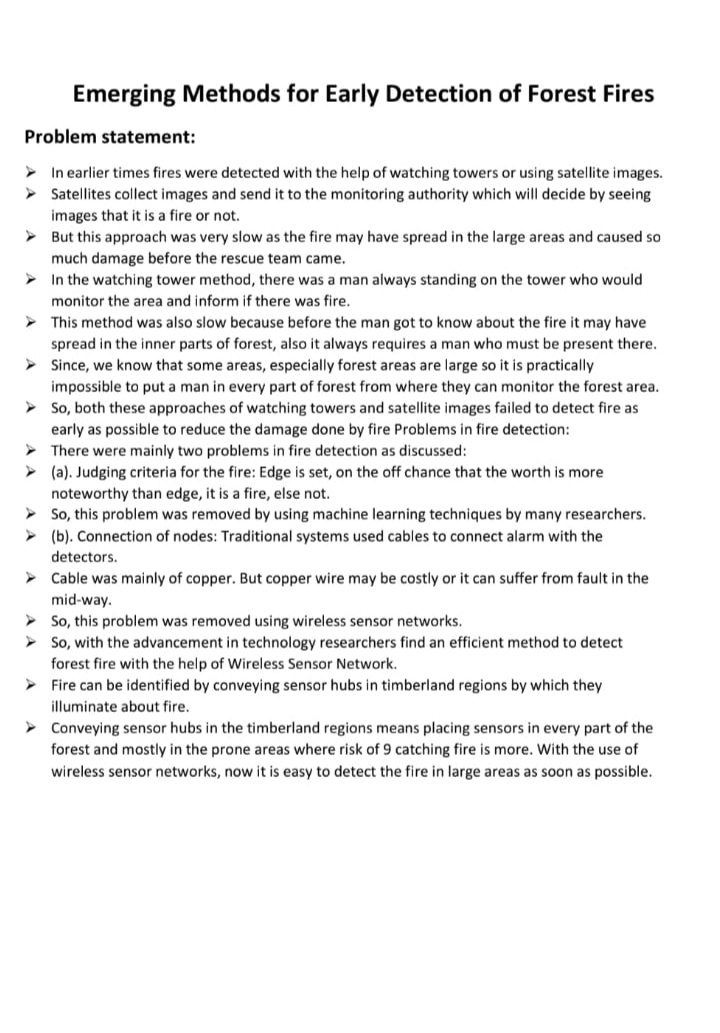 Emerging Methods for Early Detection of Forest Fires
Problem statement:
➤ In earlier times fires were detected with the help of watching towers or using satellite images.
➤ Satellites collect images and send it to the monitoring authority which will decide by seeing
images that it is a fire or not.
➤ But this approach was very slow as the fire may have spread in the large areas and caused so
much damage before the rescue team came.
➤ In the watching tower method, there was a man always standing on the tower who would
monitor the area and inform if there was fire.
➤ This method was also slow because before the man got to know about the fire it may have
spread in the inner parts of forest, also it always requires a man who must be present there.
➤ Since, we know that some areas, especially forest areas are large so it is practically
impossible to put a man in every part of forest from where they can monitor the forest area.
➤ So, both these approaches of watching towers and satellite images failed to detect fire as
early as possible to reduce the damage done by fire Problems in fire detection:
➤ There were mainly two problems in fire detection as discussed:
➤ (a). Judging criteria for the fire: Edge is set, on the off chance that the worth is more
noteworthy than edge, it is a fire, else not.
➤ So, this problem was removed by using machine learning techniques by many researchers.
➤ (b). Connection of nodes: Traditional systems used cables to connect alarm with the
detectors.
➤ Cable was mainly of copper. But copper wire may be costly or it can suffer from fault in the
mid-way.
➤ So, this problem was removed using wireless sensor networks.
➤ So, with the advancement in technology researchers find an efficient method to detect
forest fire with the help of Wireless Sensor Network.
➤ Fire can be identified by conveying sensor hubs in timberland regions by which they
illuminate about fire.
➤ Conveying sensor hubs in the timberland regions means placing sensors in every part of the
forest and mostly in the prone areas where risk of 9 catching fire is more. With the use of
wireless sensor networks, now it is easy to detect the fire in large areas as soon as possible.